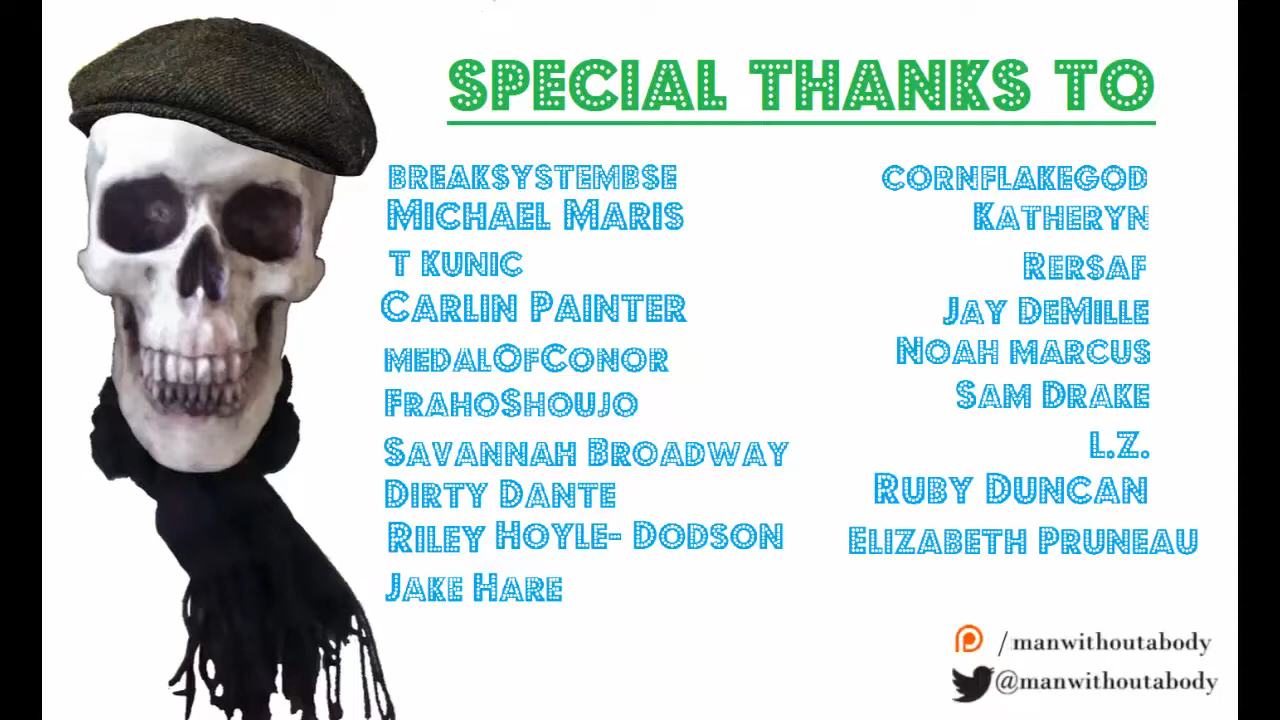 SPECIAL THANKS TO
BREAKSYSTEMBSE
MICHAEL MARIS
T KUNIC
CARLIN PAINTER
MEDALOFCONOR
FRAHOSHOUJO
SAVANNAH BROADWAY
DIRTY DANTE
RILEY HOYLE- DODSON
JAKE HARE
CORNFLAKEGOD
KATHERYN
RERSAF
JAY DEMILLE
NOAH MARCUS
SAM DRAKE
L.Z.
RUBY DUNCAN
ELIZABETH PRUNEAU
/manwithoutabody
@manwithoutabody